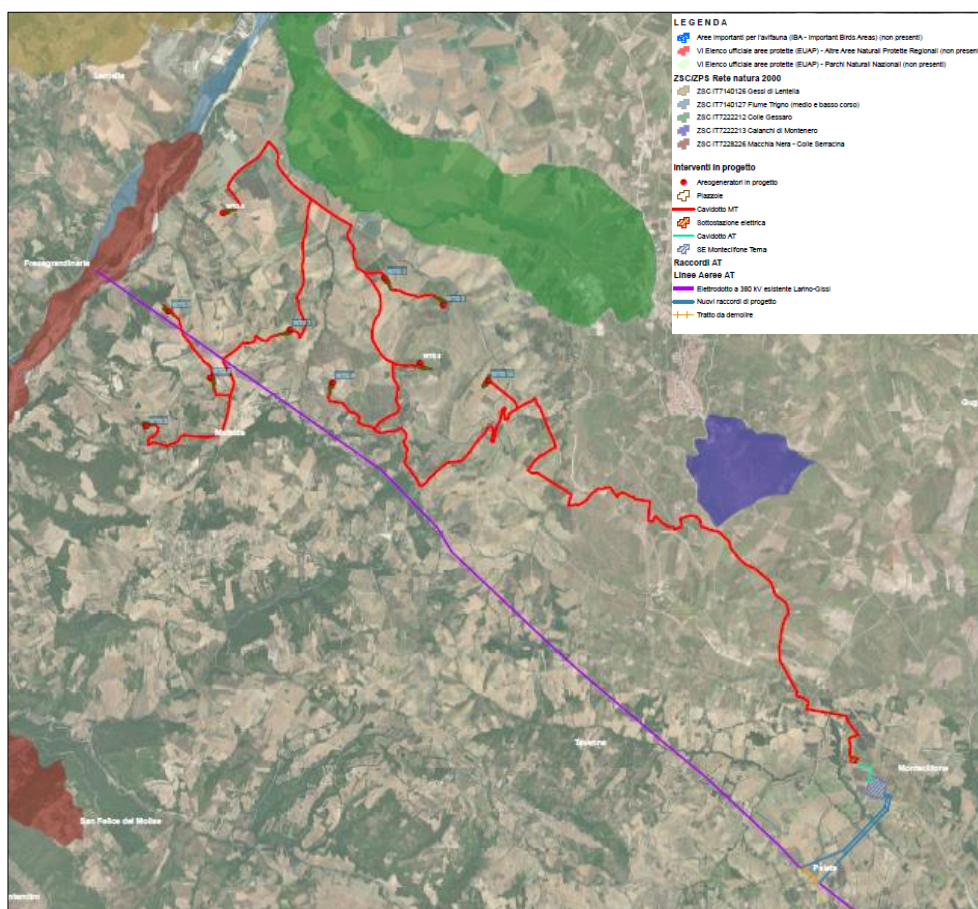 LEGENDA
Aree importanti per l'avifauna (IBA - Important Birds Areas) (non presenti)
VI Elenco ufficiale aree protette (EUAP) - Altre Aree Naturali Protette Regionali (non present
VI Elenco ufficiale aree protette (EUAP) - Parchi Naturali Nazionali (non presenti)
ZSC/ZPS Rete natura 2000
ZSC IT7140126 Gessi di Lentella
ZSC IT7140127 Fiume Trigno (medio e basso corso)
ZSC IT7222212 Colle Gessaro
ZSC IT7222213 Calanchi di Montenero
ZSC IT7228226 Macchia Nera - Colle Serracina
Interventi in progetto
Areogeneratori in progetto
Piazzole
Cavidotto MT
Sottostazione elettrica
Cavidotto AT
SE Montecilfone Terna
Raccordi AT
Linee Aeree AT
Elettrodotto a 380 kV esistente Larino-Gissi
Nuovi raccordi di progetto
Tratto da demolire
Lentella
Fresagrandinaria
Mafalda
Tavenna
Montecilfone
San Felice del Molise
Palata